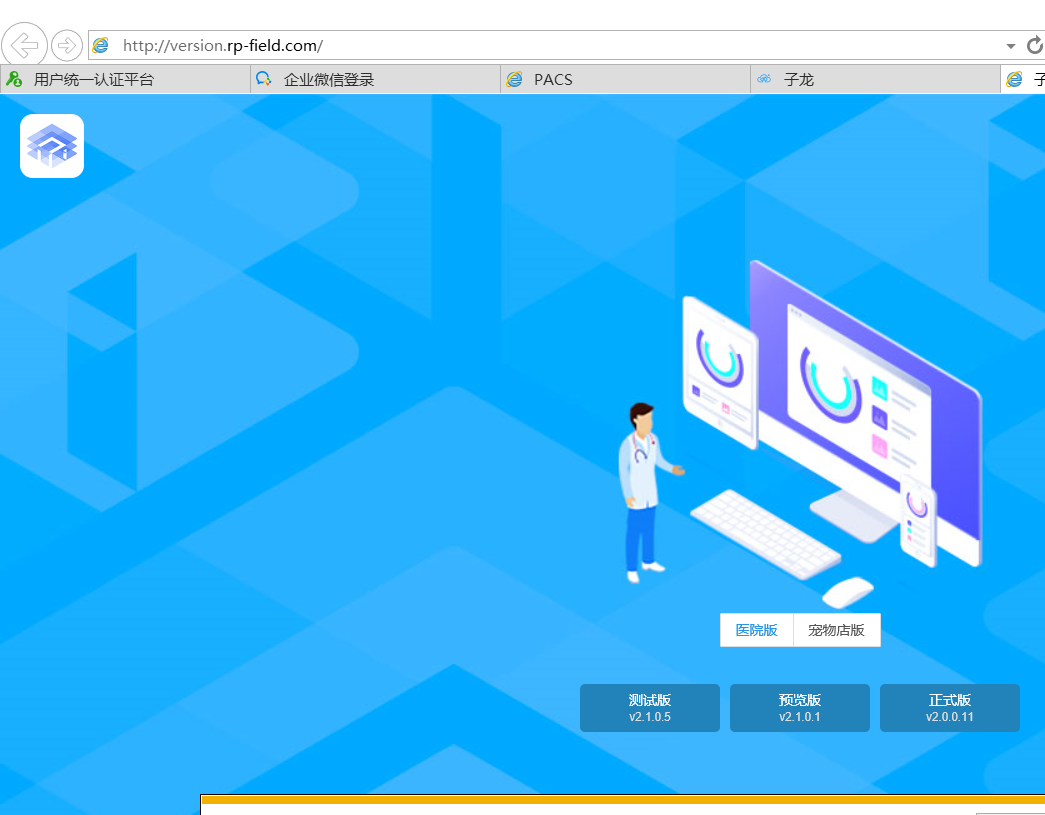 http://version.rp-field.com/
用户统一认证平台
企业微信登录
PACS
子龙
子
医院版
宠物店版
测试版
v2.1.0.5
预览版
v2.1.0.1
正式版
v2.0.0.11